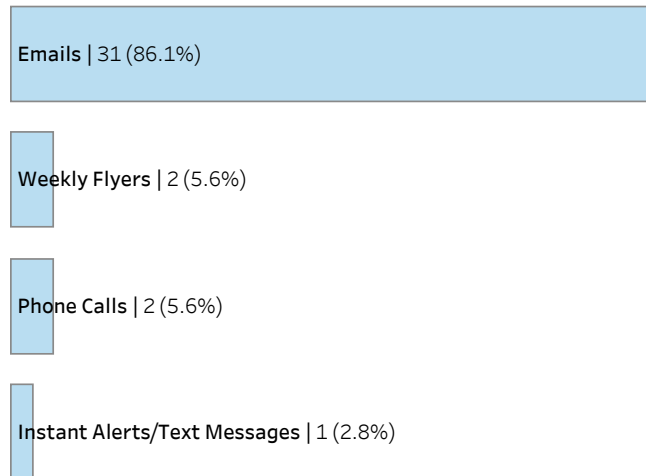 Emails | 31 (86.1%)
Weekly Flyers | 2 (5.6%)
Phone Calls | 2 (5.6%)
Instant Alerts/Text Messages | 1 (2.8%)